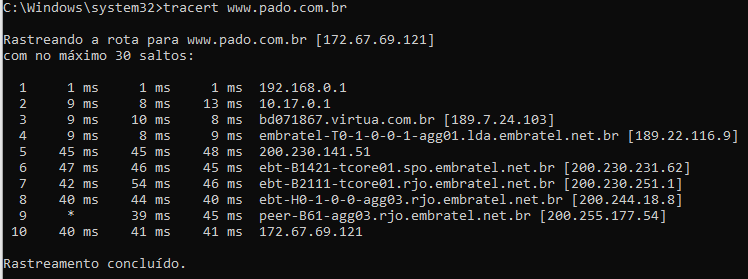 C:\Windows\system32>tracert www.pado.com.br
Rastreando a rota para www.pado.com.br [172.67.69.121]
com no máximo 30 saltos:
1 1 ms 1 ms 1 ms 192.168.0.1
2 9 ms 8 ms 13 ms 10.17.0.1
3 9 ms 10 ms 8 ms bd071867.virtua.com.br [189.7.24.103]
4 9 ms 8 ms 9 ms embratel-T0-1-0-0-1-agg01.lda.embratel.net.br [189.22.116.9]
5 45 ms 45 ms 48 ms 200.230.141.51
6 47 ms 46 ms 45 ms ebt-B1421-tcore01.spo.embratel.net.br [200.230.231.62]
7 42 ms 54 ms 46 ms ebt-B2111-tcore01.rjo.embratel.net.br [200.230.251.1]
8 40 ms 44 ms 40 ms ebt-H0-1-0-0-agg03.rjo.embratel.net.br [200.244.18.8]
9 * 39 ms 45 ms peer-B61-agg03.rjo.embratel.net.br [200.255.177.54]
10 40 ms 41 ms 41 ms 172.67.69.121
Rastreamento concluído.